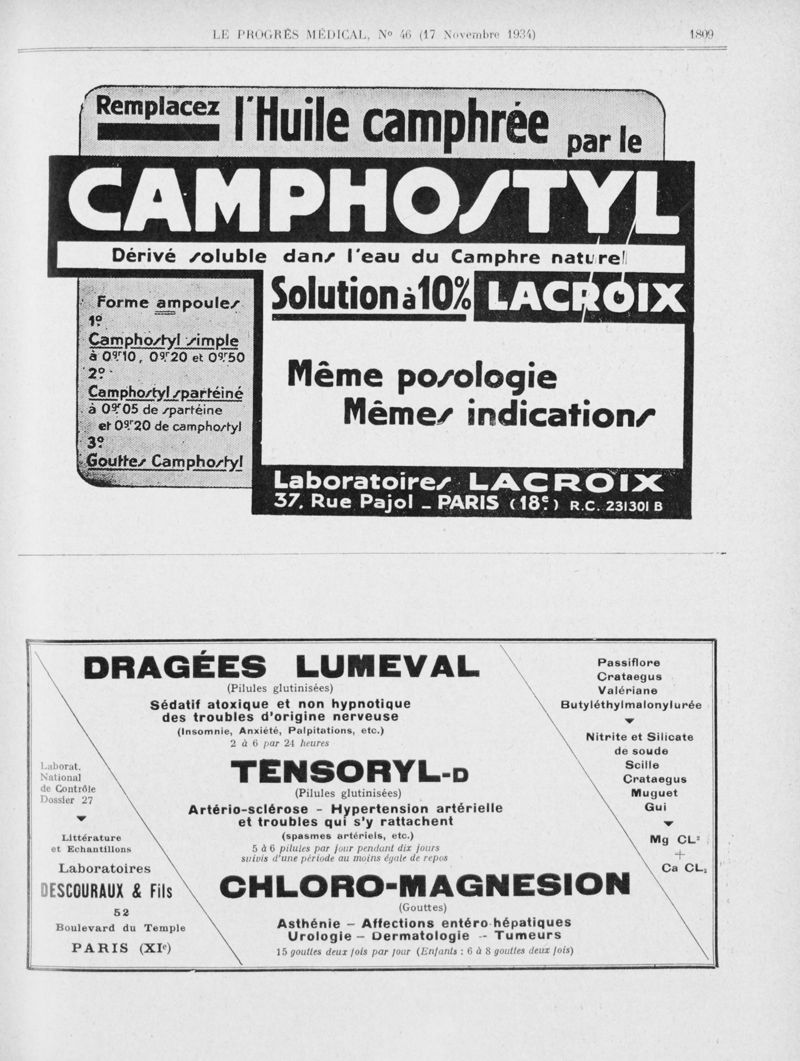 LE PROGRÈS MÉDICAL, No 46 (17 Novembre 1934)
1809
Remplacez l'Huile camphrée par le
CAMPHOSTYL
Dérivé soluble dans l'eau du Camphre naturel
Solution à 10% LACROIX
Forme ampoules
1º
Camphostyl simple
à 0gr10, 0gr20 et 0gr50
2º
Camphostyl spartéiné
à 0gr05 de spartéine
et 0gr20 de camphostyl
3º
Gouttes Camphostyl
Même posologie
Mêmes indications
Laboratoires LACROIX
37, Rue Pajol - PARIS (18e) R.C. 231301 B
DRAGÉES LUMEVAL
(Pilules glutinisées)
Sédatif atoxique et non hypnotique
des troubles d'origine nerveuse
(Insomnie, Anxiété, Palpitations, etc.)
2 à 6 par 24 heures
Passiflore
Crataegus
Valériane
Butyléthylmalonylurée
TENSORYL-D
(Pilules glutinisées)
Artério-sclérose - Hypertension artérielle
et troubles qui s'y rattachent
(spasmes artériels, etc.)
5 à 6 pilules par jour pendant dix jours
suivis d'une période au moins égale de repos
Nitrite et Silicate
de soude
Scille
Crataegus
Muguet
Gui
CHLORO-MAGNESION
(Gouttes)
Asthénie - Affections entéro-hépatiques
Urologie - Dermatologie - Tumeurs
15 gouttes deux fois par jour (Enfants : 6 à 8 gouttes deux fois)
Mg CL²
+
Ca CL₂
Laborat.
National
de Contrôle
Dossier 27
Littérature
et Echantillons
Laboratoires
DESCOURAUX & Fils
52
Boulevard du Temple
PARIS (XIe)